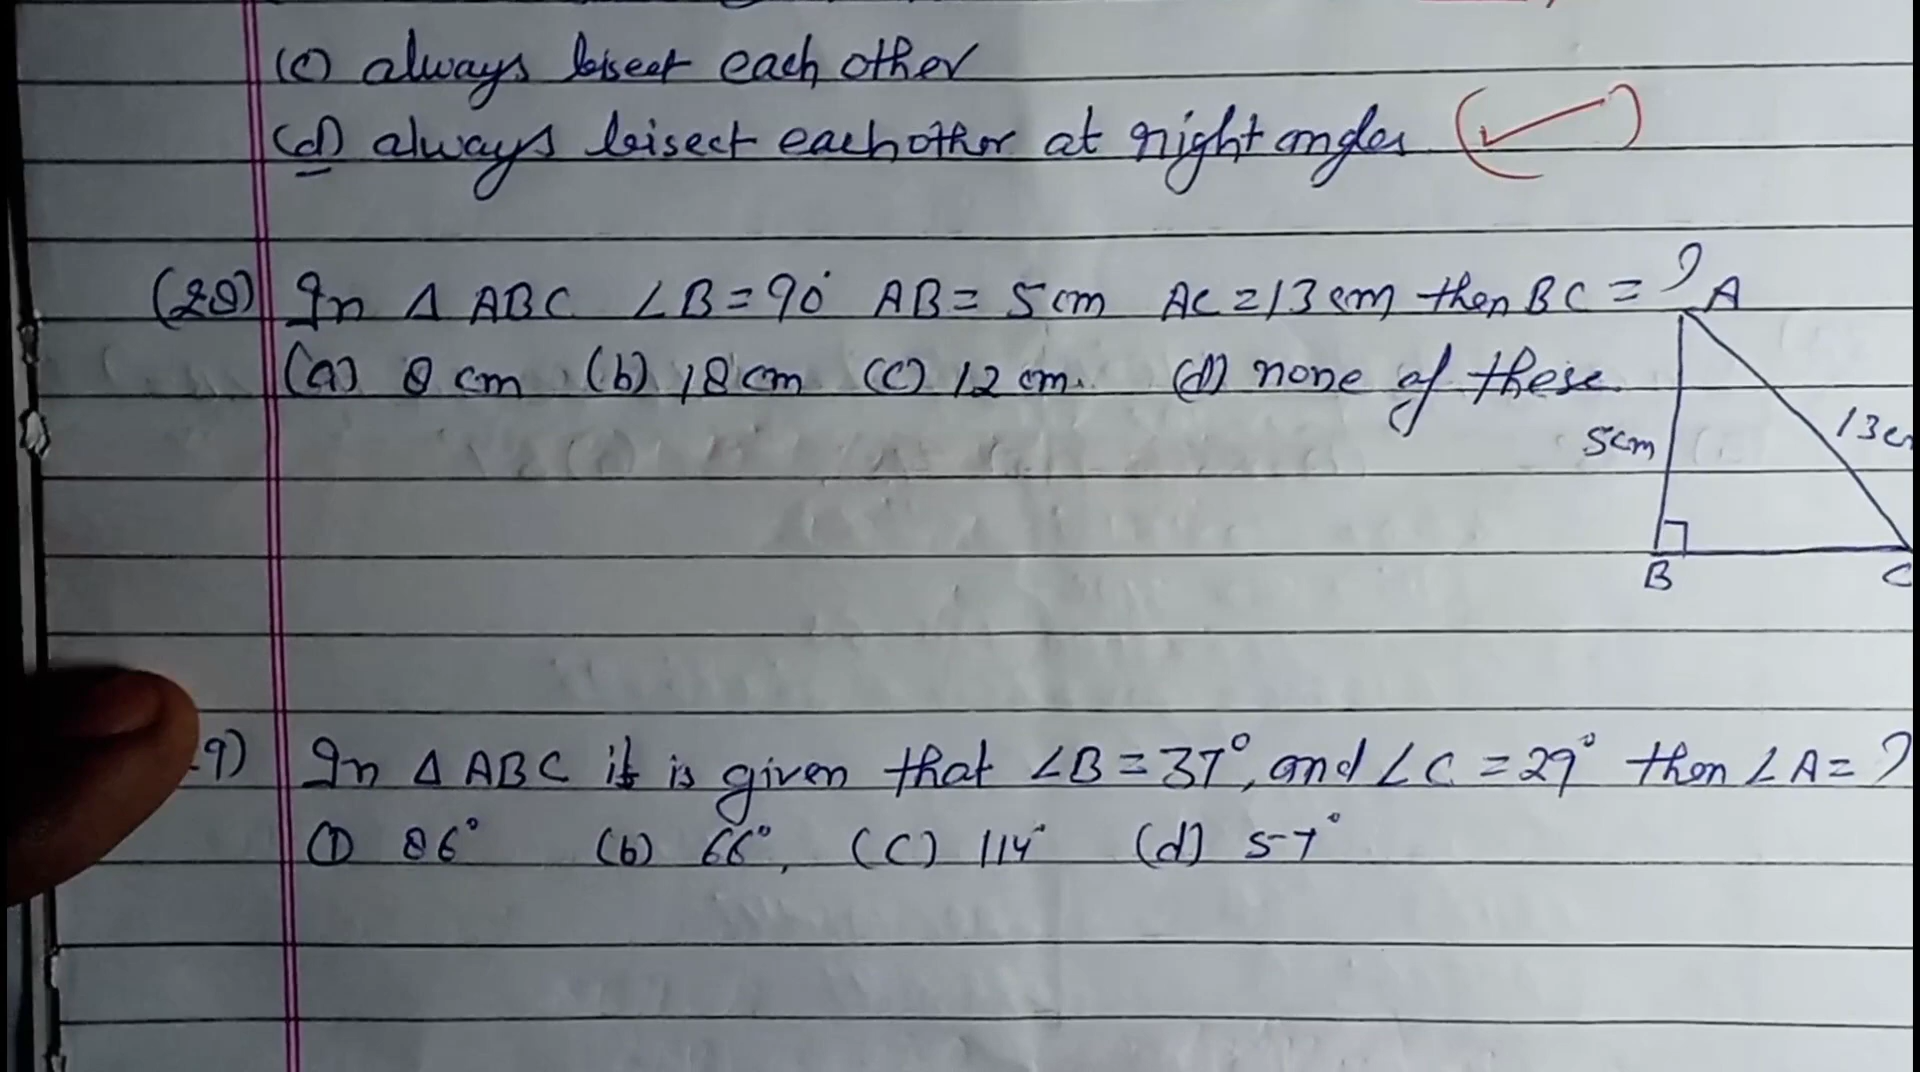 (c) always bisect each other
(d) always bisect each other at right angles
(28) In Δ ABC ∠B = 90° AB = 5 cm AC = 13 cm then BC = ?
(a) 8 cm (b) 18 cm (c) 12 cm. (d) none of these.
A
5cm
B
C
9) In Δ ABC it is given that ∠B = 37°, and ∠C = 29° then ∠A = ?
86° (b) 66°, (c) 114° (d) 57°